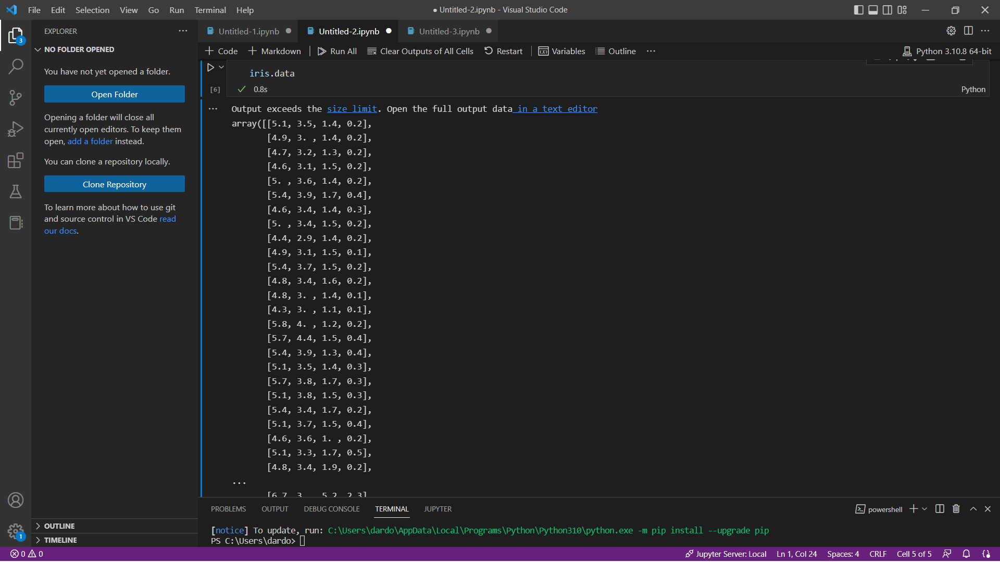 File Edit Selection View Go Run Terminal Help
● Untitled-2.ipynb - Visual Studio Code
EXPLORER
Untitled-1.ipynb
Untitled-2.ipynb
Untitled-3.ipynb
NO FOLDER OPENED
Code Markdown Run All Clear Outputs of All Cells Restart Variables Outline
Python 3.10.8 64-bit
3
You have not yet opened a folder.
Open Folder
Opening a folder will close all
currently open editors. To keep them
open, add a folder instead.
You can clone a repository locally.
Clone Repository
To learn more about how to use git
and source control in VS Code read
our docs.
OUTLINE
TIMELINE
1
iris.data
[6]
0.8s
Python
Output exceeds the size limit. Open the full output data in a text editor
array([[5.1, 3.5, 1.4, 0.2],
[4.9, 3. , 1.4, 0.2],
[4.7, 3.2, 1.3, 0.2],
[4.6, 3.1, 1.5, 0.2],
[5. , 3.6, 1.4, 0.2],
[5.4, 3.9, 1.7, 0.4],
[4.6, 3.4, 1.4, 0.3],
[5. , 3.4, 1.5, 0.2],
[4.4, 2.9, 1.4, 0.2],
[4.9, 3.1, 1.5, 0.1],
[5.4, 3.7, 1.5, 0.2],
[4.8, 3.4, 1.6, 0.2],
[4.8, 3. , 1.4, 0.1],
[4.3, 3. , 1.1, 0.1],
[5.8, 4. , 1.2, 0.2],
[5.7, 4.4, 1.5, 0.4],
[5.4, 3.9, 1.3, 0.4],
[5.1, 3.5, 1.4, 0.3],
[5.7, 3.8, 1.7, 0.3],
[5.1, 3.8, 1.5, 0.3],
[5.4, 3.4, 1.7, 0.2],
[5.1, 3.7, 1.5, 0.4],
[4.6, 3.6, 1. , 0.2],
[5.1, 3.3, 1.7, 0.5],
[4.8, 3.4, 1.9, 0.2],
...
[6.7, 3. , 5.2, 2.3],
PROBLEMS OUTPUT DEBUG CONSOLE TERMINAL JUPYTER
powershell
[notice] To update, run: C:\Users\dardo\AppData\Local\Programs\Python\Python310\python.exe -m pip install --upgrade pip
PS C:\Users\dardo>
0 0
Jupyter Server: Local Ln 1, Col 24 Spaces: 4 CRLF Cell 5 of 5